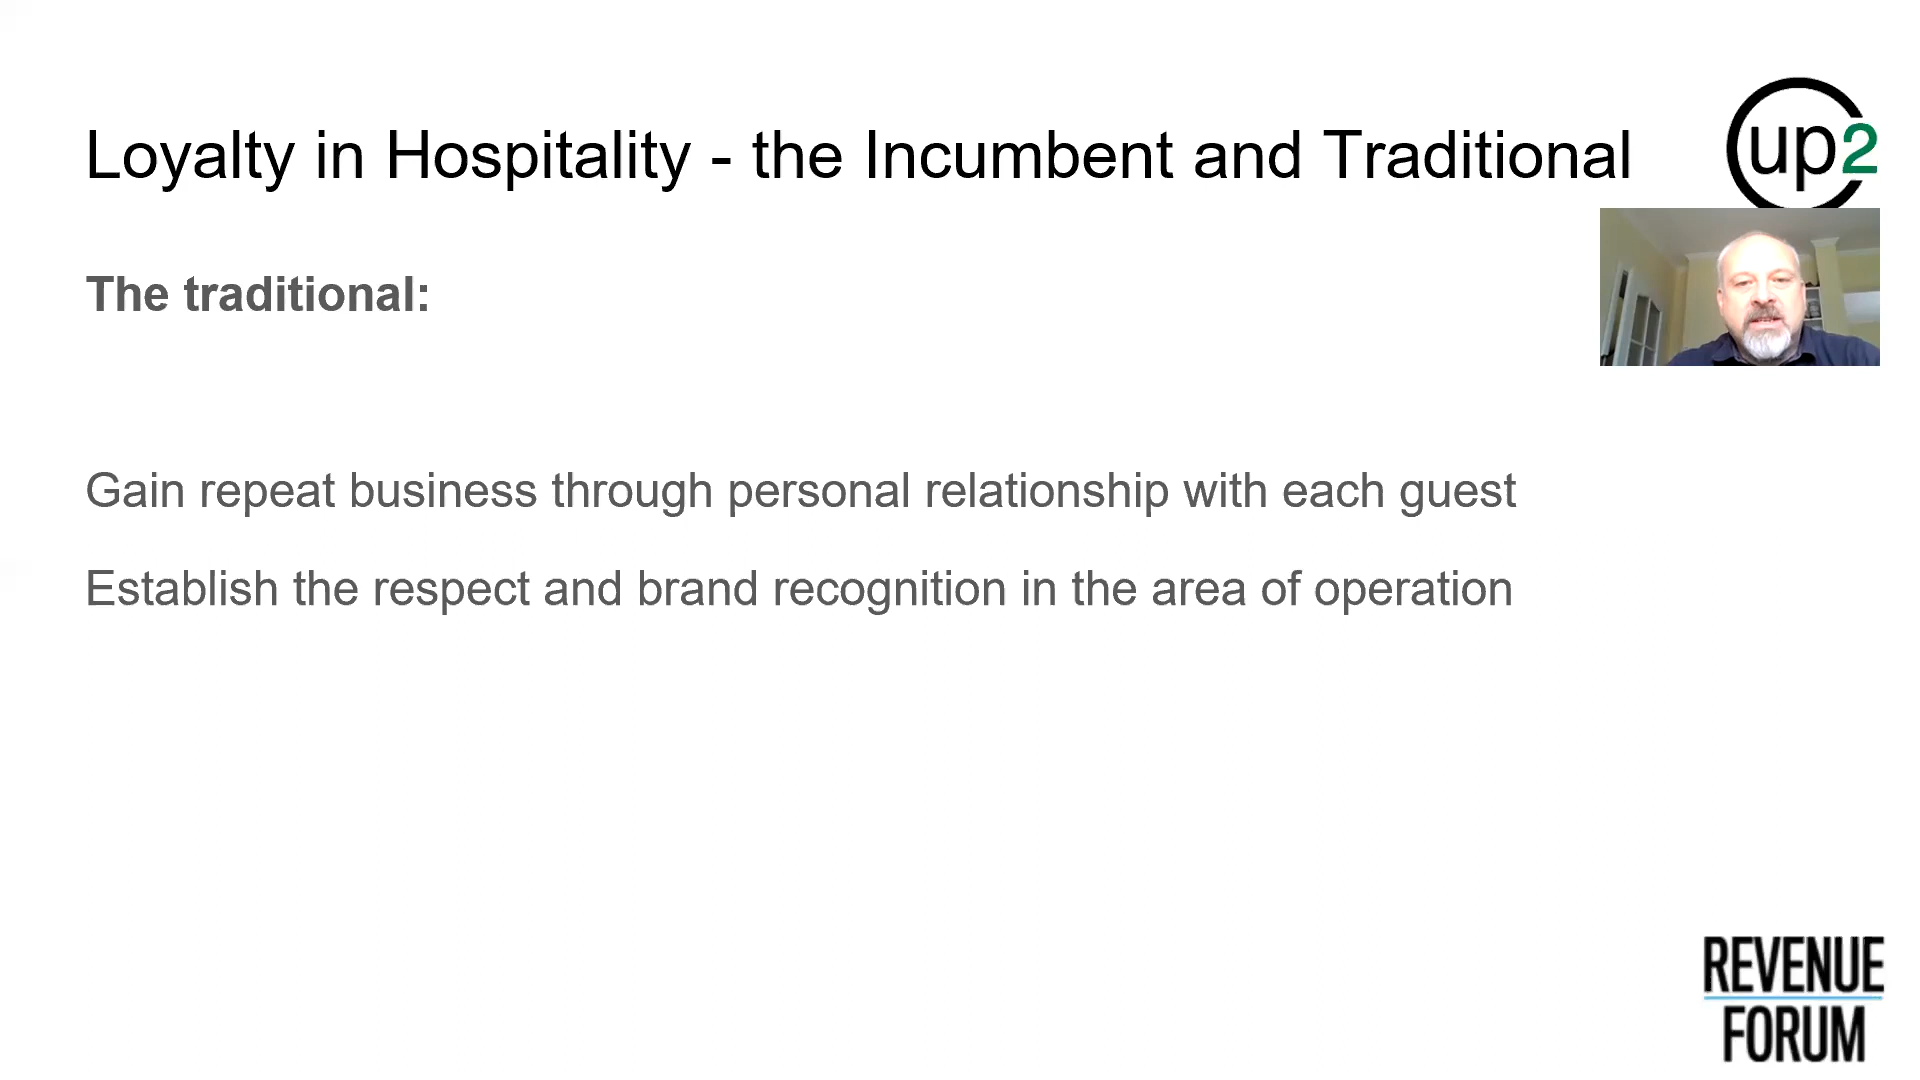 Loyalty in Hospitality - the Incumbent and Traditional
up2
The traditional:
Gain repeat business through personal relationship with each guest
Establish the respect and brand recognition in the area of operation
REVENUE
FORUM